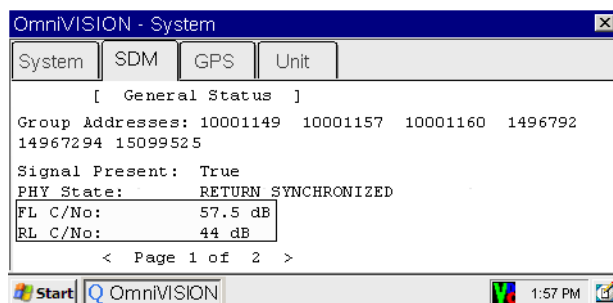 OmniVISION - System
System SDM GPS Unit
[ General Status ]
Group Addresses: 10001149 10001157 10001160 1496792
14967294 15099525
Signal Present: True
PHY State: RETURN SYNCHRONIZED
FL C/No: 57.5 dB
RL C/No: 44 dB
< Page 1 of 2 >
Start OmniVISION 1:57 PM